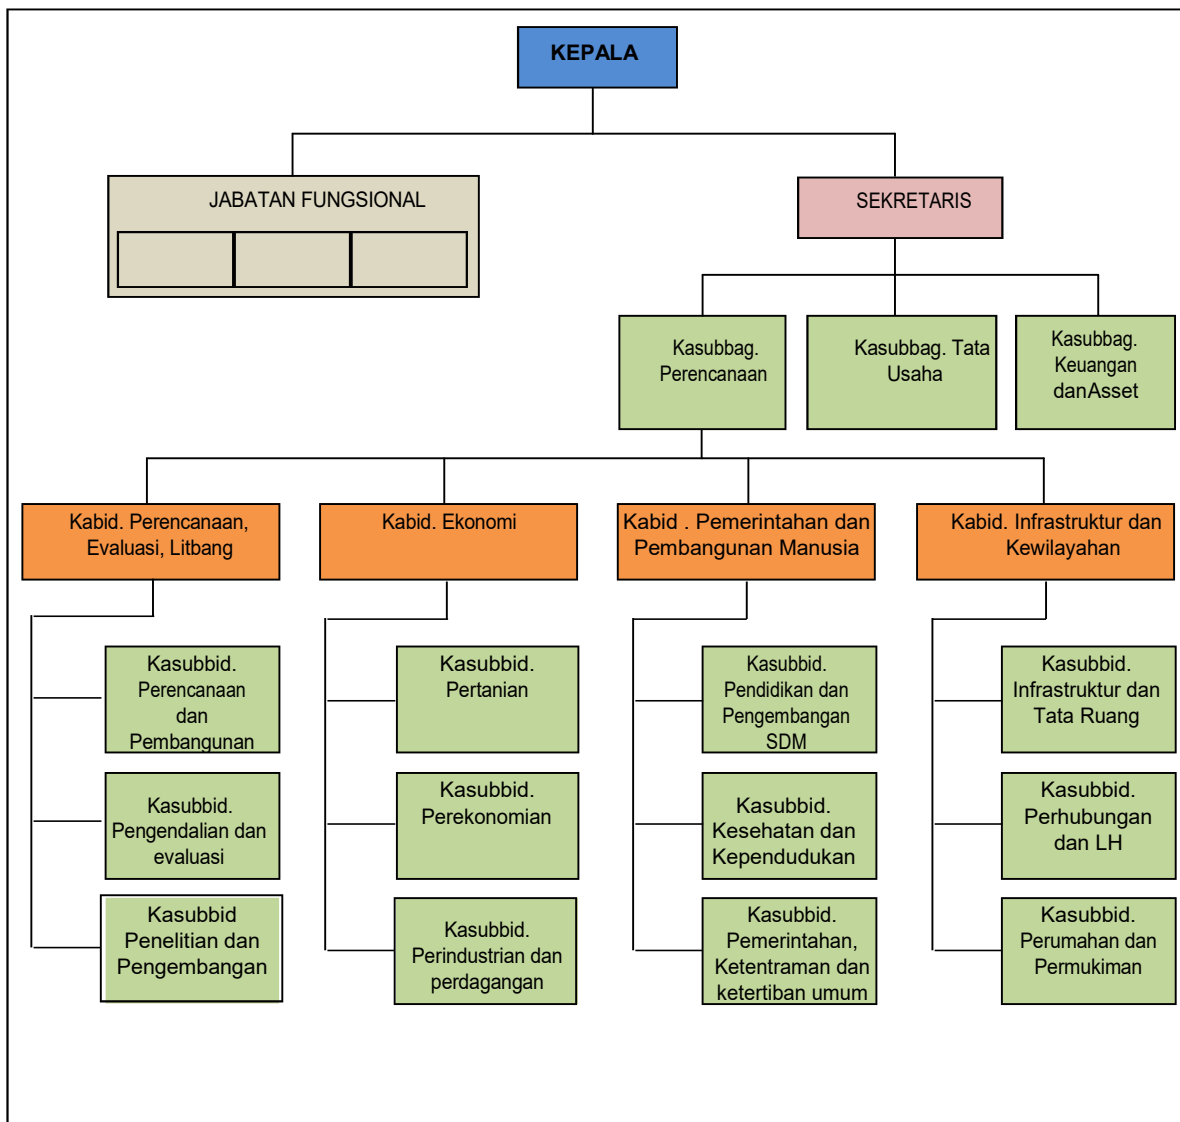 KEPALA
JABATAN FUNGSIONAL
SEKRETARIS
Kasubbag.
Perencanaan
Kasubbag. Tata
Usaha
Kasubbag.
Keuangan
danAsset
Kabid. Perencanaan,
Evaluasi, Litbang
Kabid. Ekonomi
Kabid . Pemerintahan dan
Pembangunan Manusia
Kabid. Infrastruktur dan
Kewilayahan
Kasubbid.
Perencanaan
dan
Pembangunan
Kasubbid.
Pertanian
Kasubbid.
Pendidikan dan
Pengembangan
SDM
Kasubbid.
Infrastruktur dan
Tata Ruang
Kasubbid.
Pengendalian dan
evaluasi
Kasubbid.
Perekonomian
Kasubbid.
Kesehatan dan
Kependudukan
Kasubbid.
Perhubungan
dan LH
Kasubbid
Penelitian dan
Pengembangan
Kasubbid.
Perindustrian dan
perdagangan
Kasubbid.
Pemerintahan,
Ketentraman dan
ketertiban umum
Kasubbid.
Perumahan dan
Permukiman